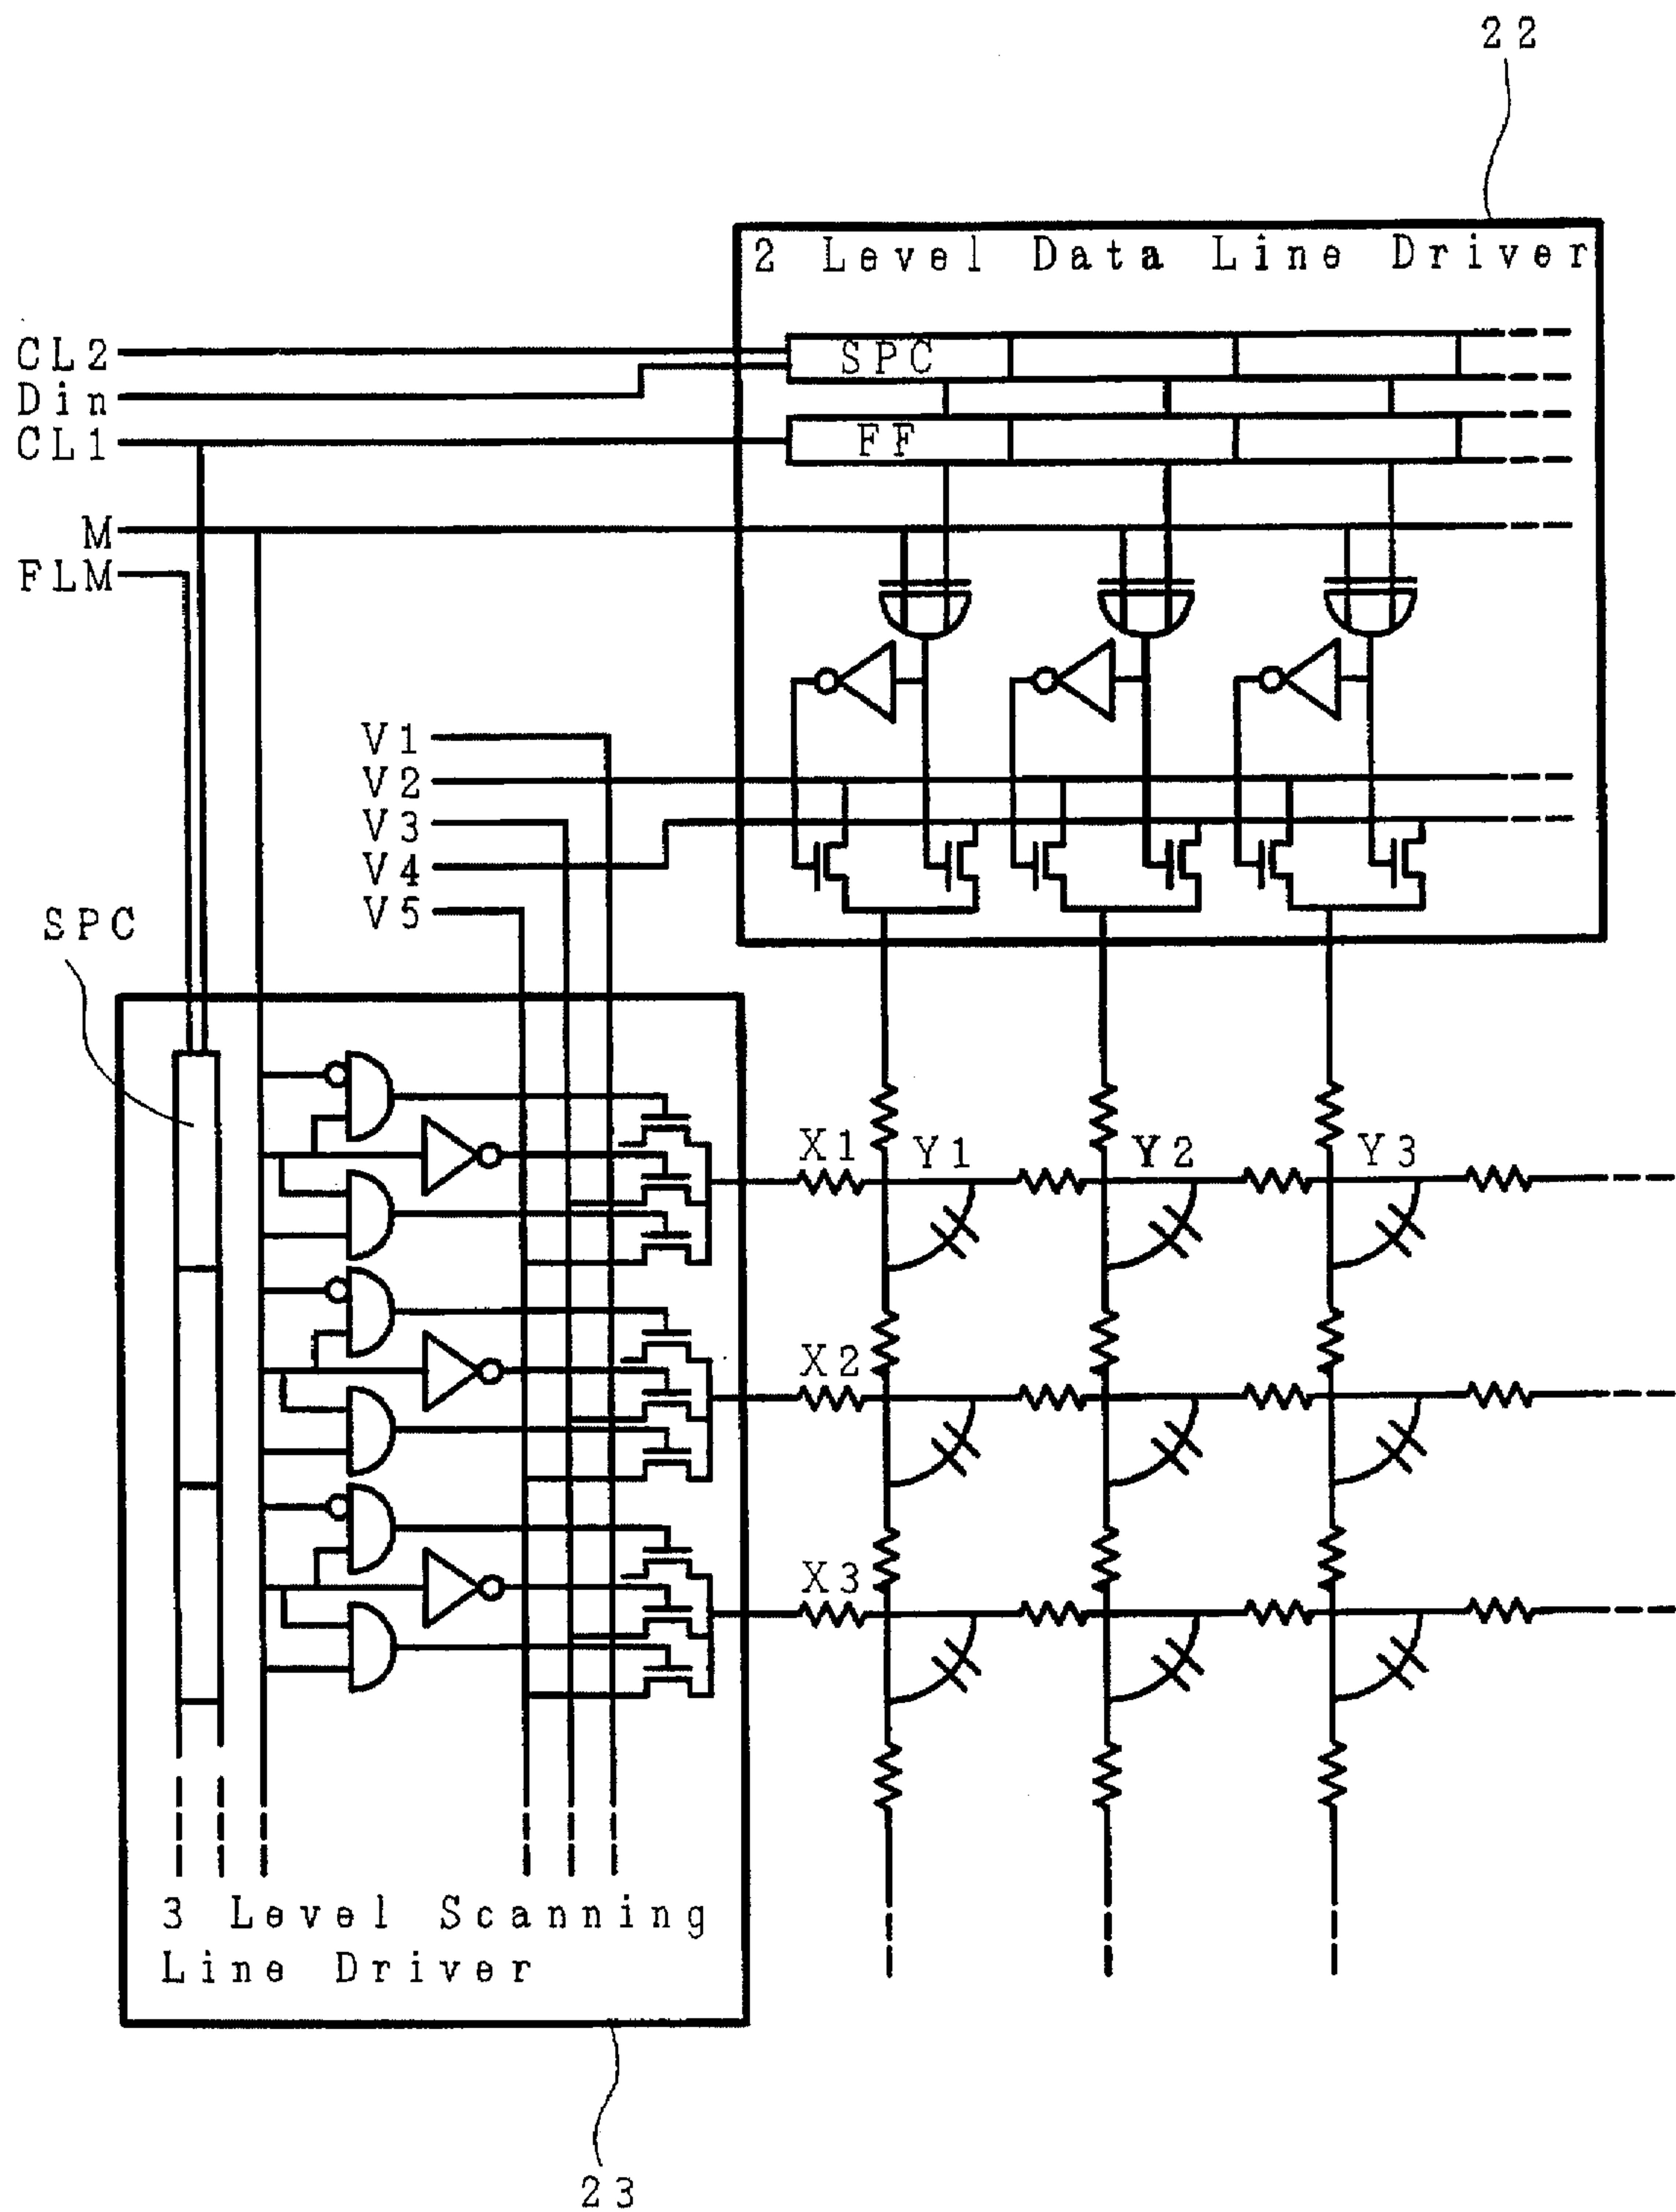 22
2 Level Data Line Driver
CL2
SPC
Din
CL1
FF
M
FLM
V1
V2
V3
V4
V5
SPC
X1
Y1
Y2
Y3
X2
X3
3 Level Scanning
Line Driver
23